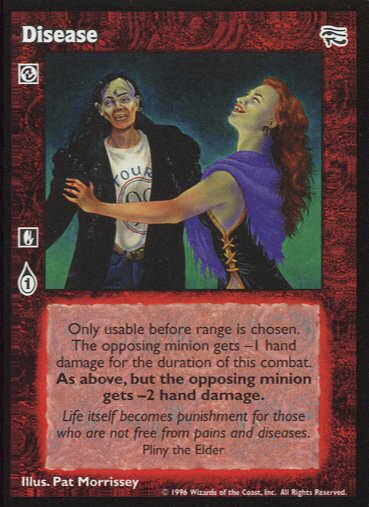 Disease
TOUR
1
Only usable before range is chosen.
The opposing minion gets –1 hand
damage for the duration of this combat.
As above, but the opposing minion
gets –2 hand damage.
Life itself becomes punishment for those
who are not free from pains and diseases.
Pliny the Elder
Illus. Pat Morrissey
© 1996 Wizards of the Coast, Inc. All Rights Reserved.